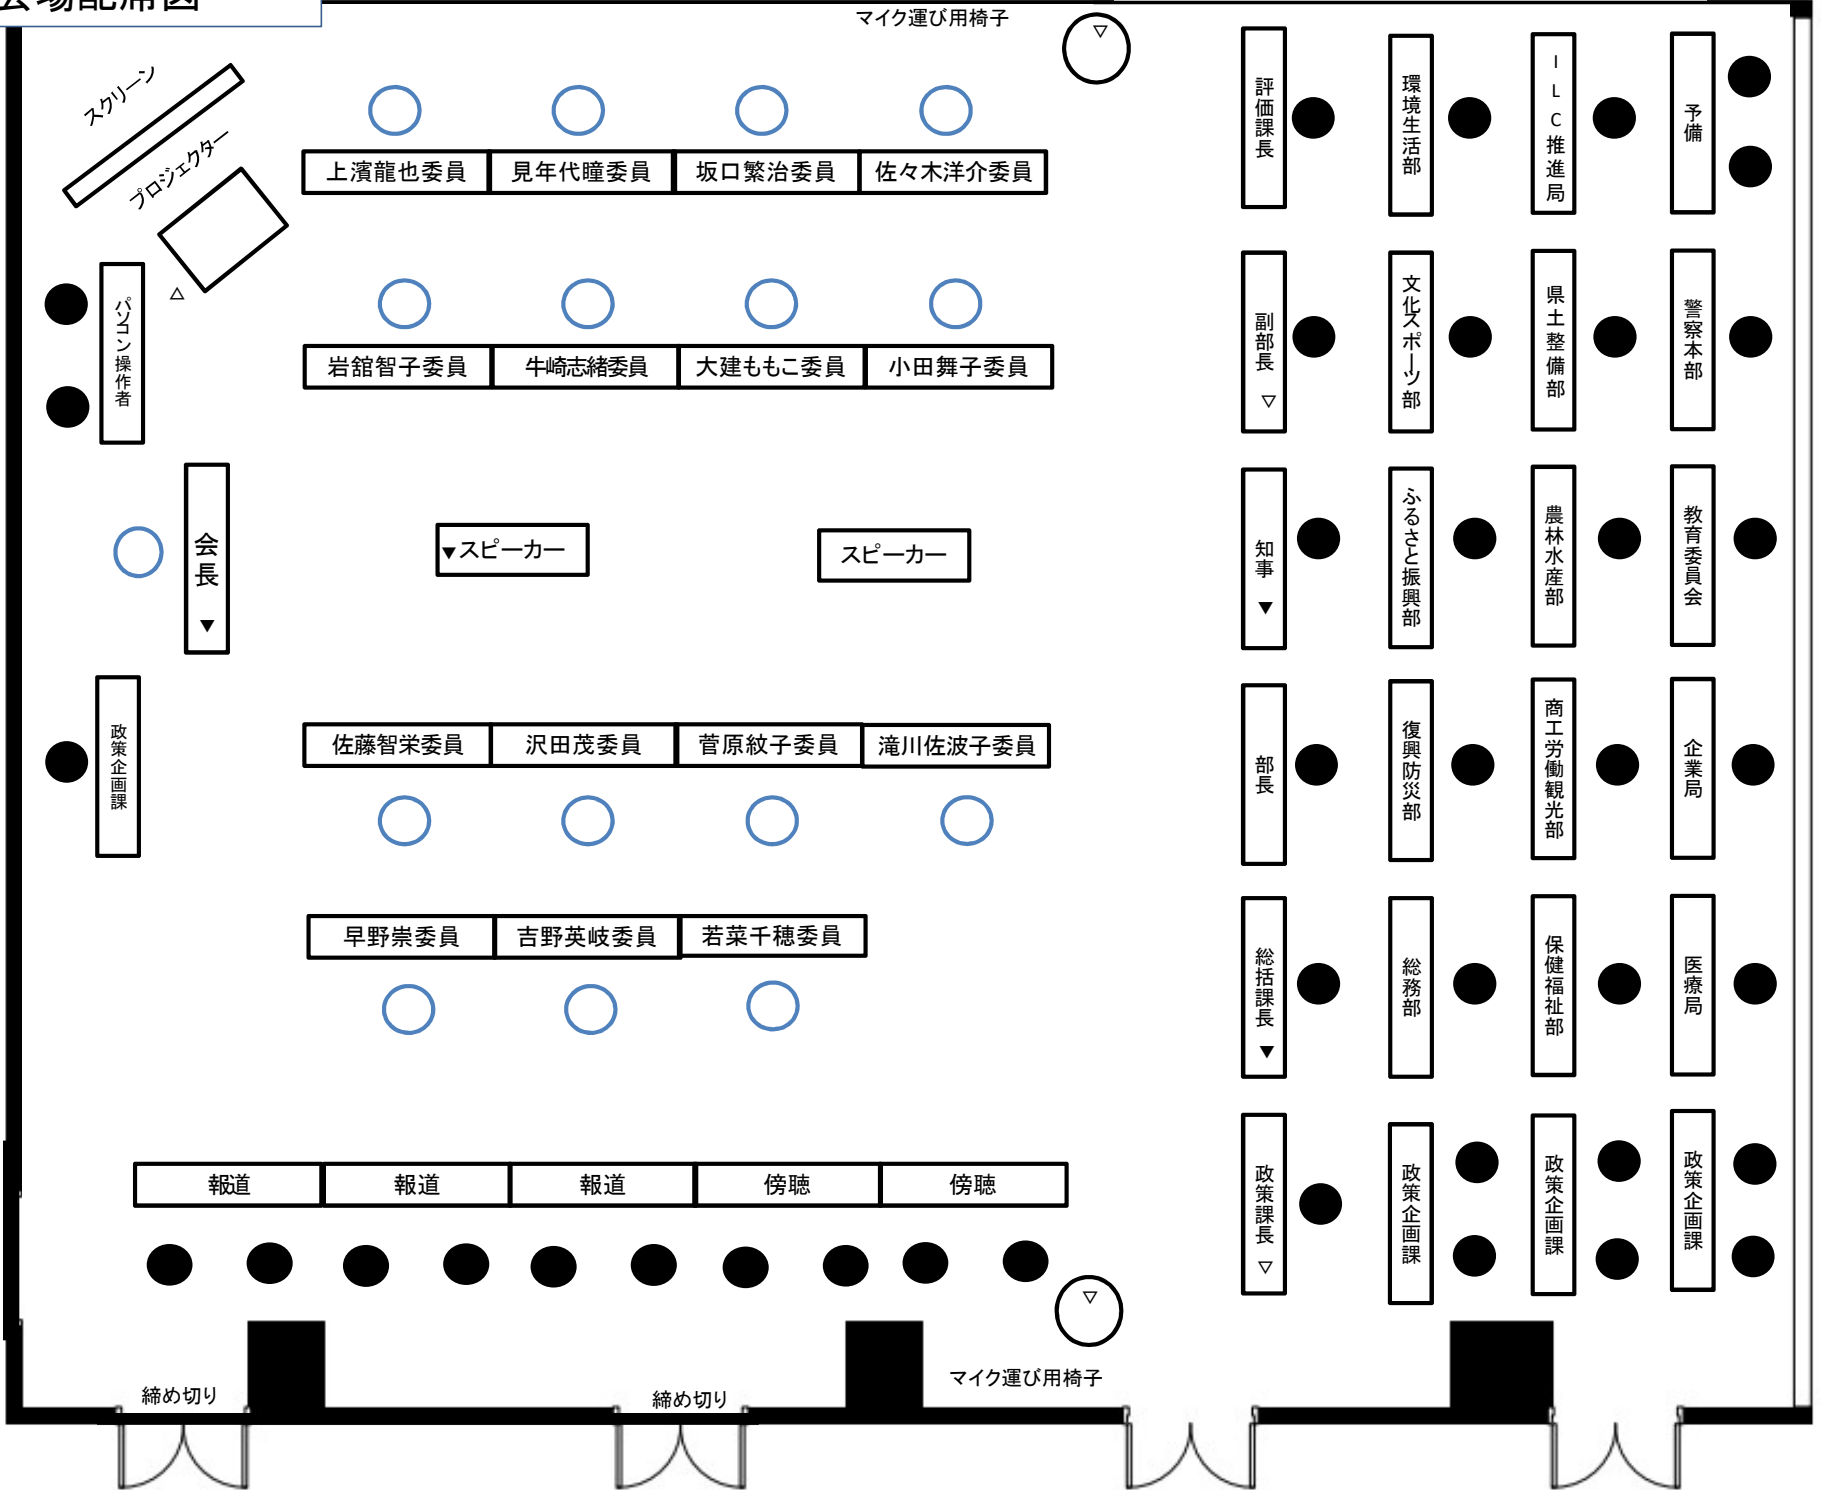 会場配席図
マイク運び用椅子
▽
スクリーン
プロジェクター
△
上濱龍也委員
見年代瞳委員
坂口繁治委員
佐々木洋介委員
パソコン操作者
岩舘智子委員
牛崎志緒委員
大建ももこ委員
小田舞子委員
会長 ▼
▼スピーカー
スピーカー
政策企画課
佐藤智栄委員
沢田茂委員
菅原紋子委員
滝川佐波子委員
早野崇委員
吉野英岐委員
若菜千穂委員
報道
報道
報道
傍聴
傍聴
▽
マイク運び用椅子
締め切り
締め切り
評価課長
環境生活部
ILC推進局
予備
副部長 ▽
文化スポーツ部
県土整備部
警察本部
知事 ▼
ふるさと振興部
農林水産部
教育委員会
部長
復興防災部
商工労働観光部
企業局
総括課長 ▼
総務部
保健福祉部
医療局
政策課長 ▽
政策企画課
政策企画課
政策企画課